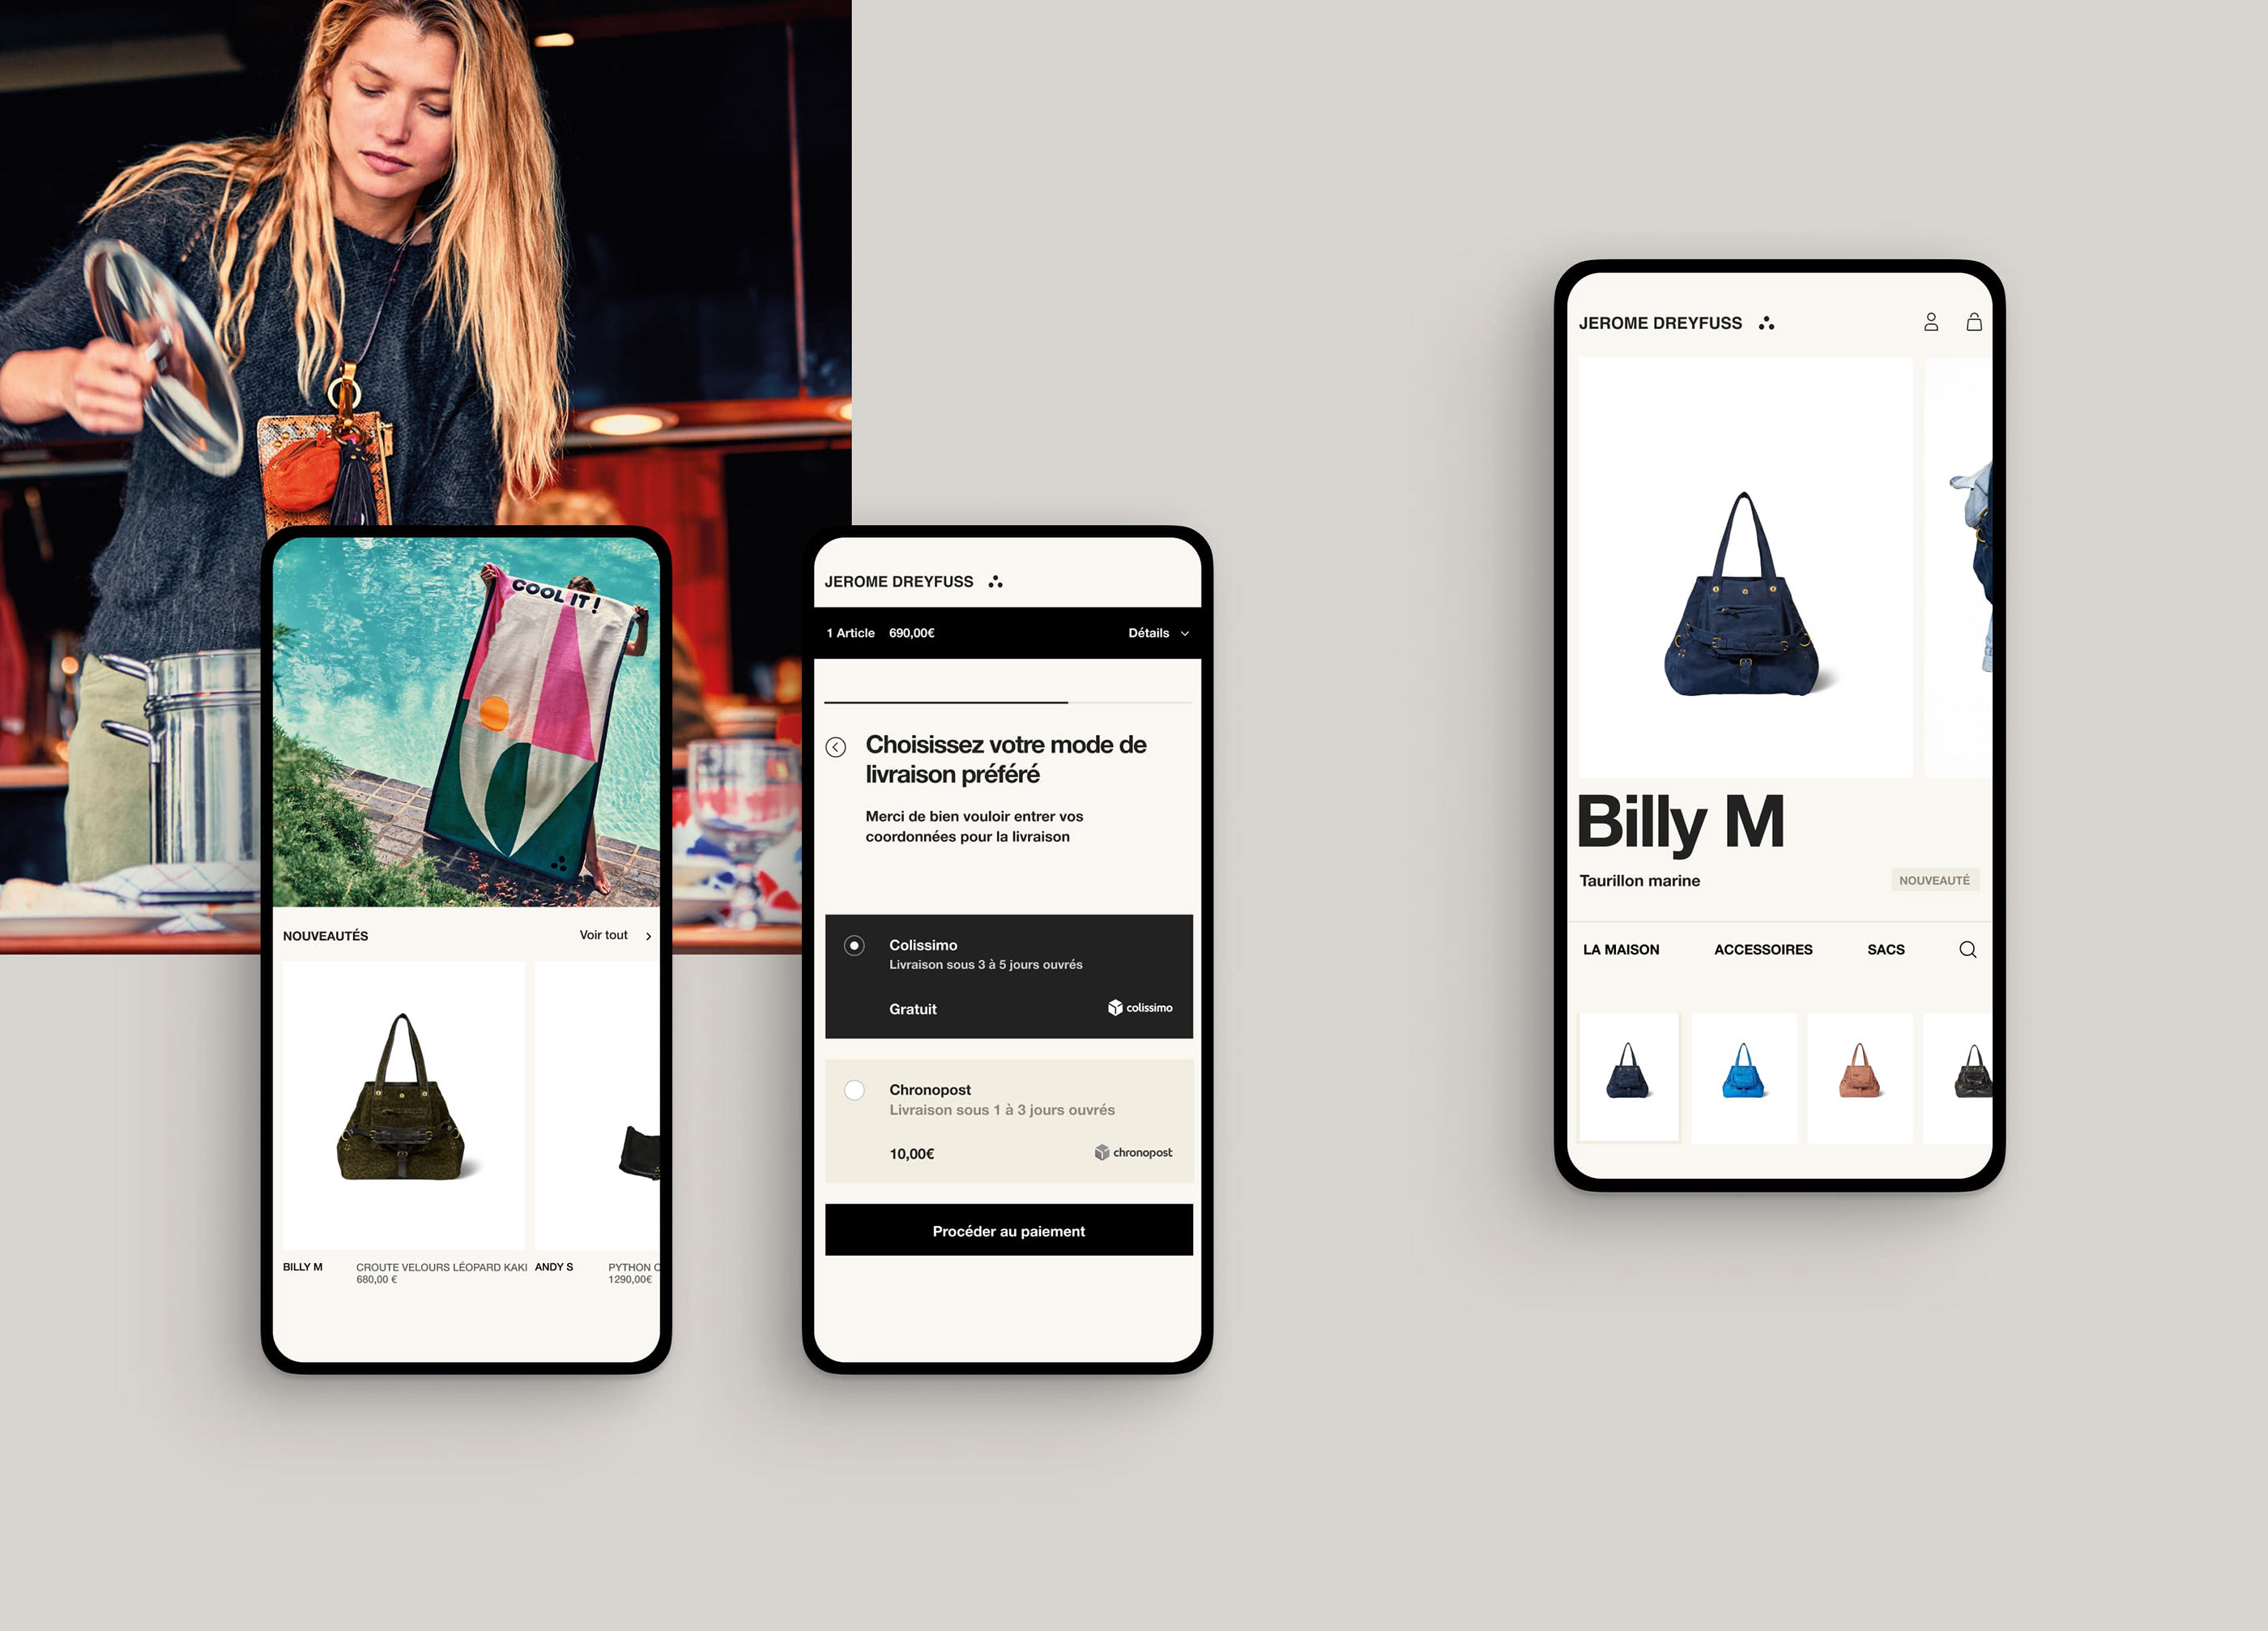 COOL IT !
NOUVEAUTÉS
Voir tout
BILLY M
CROUTE VELOURS LÉOPARD KAKI
680,00 €
ANDY S
PYTHON
1290,00€
JEROME DREYFUSS
1 Article 690,00€
Détails
Choisissez votre mode de
livraison préféré
Merci de bien vouloir entrer vos
coordonnées pour la livraison
Colissimo
Livraison sous 3 à 5 jours ouvrés
Gratuit
colissimo
Chronopost
Livraison sous 1 à 3 jours ouvrés
10,00€
chronopost
Procéder au paiement
JEROME DREYFUSS
Billy M
Taurillon marine
NOUVEAUTÉ
LA MAISON
ACCESSOIRES
SACS